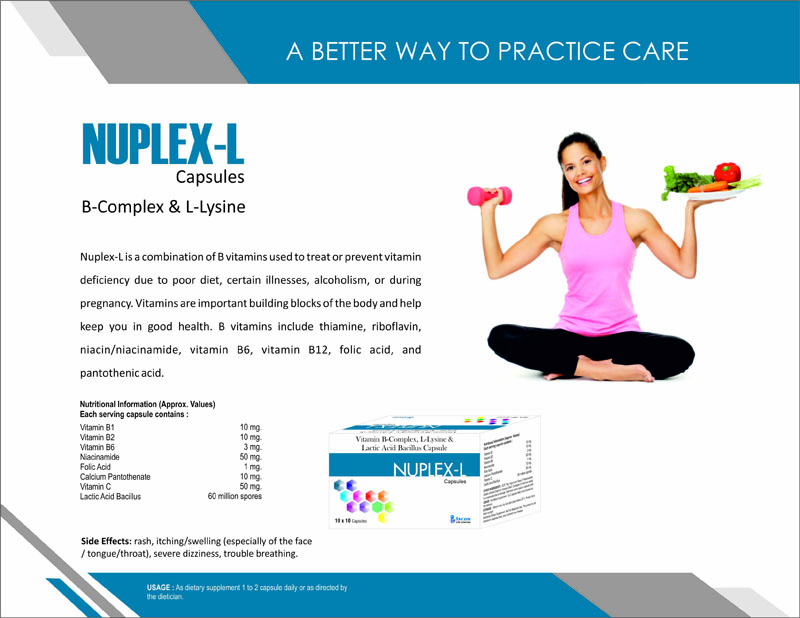 A BETTER WAY TO PRACTICE CARE
NUPLEX-L
Capsules
B-Complex & L-Lysine
Nuplex-L is a combination of B vitamins used to treat or prevent vitamin
deficiency due to poor diet, certain illnesses, alcoholism, or during
pregnancy. Vitamins are important building blocks of the body and help
keep you in good health. B vitamins include thiamine, riboflavin,
niacin/niacinamide, vitamin B6, vitamin B12, folic acid, and
pantothenic acid.
Nutritional Information (Approx. Values)
Each serving capsule contains :
Vitamin B1 10 mg.
Vitamin B2 10 mg.
Vitamin B6 3 mg.
Niacinamide 50 mg.
Folic Acid 1 mg.
Calcium Pantothenate 10 mg.
Vitamin C 50 mg.
Lactic Acid Bacillus 60 million spores
Vitamin B-Complex, L-Lysine &
Lactic Acid Bacillus Capsule
NUPLEX-L
Capsules
10 x 10 Capsules
Side Effects: rash, itching/swelling (especially of the face
/ tongue/throat), severe dizziness, trouble breathing.
USAGE : As dietary supplement 1 to 2 capsule daily or as directed by
the dietician.